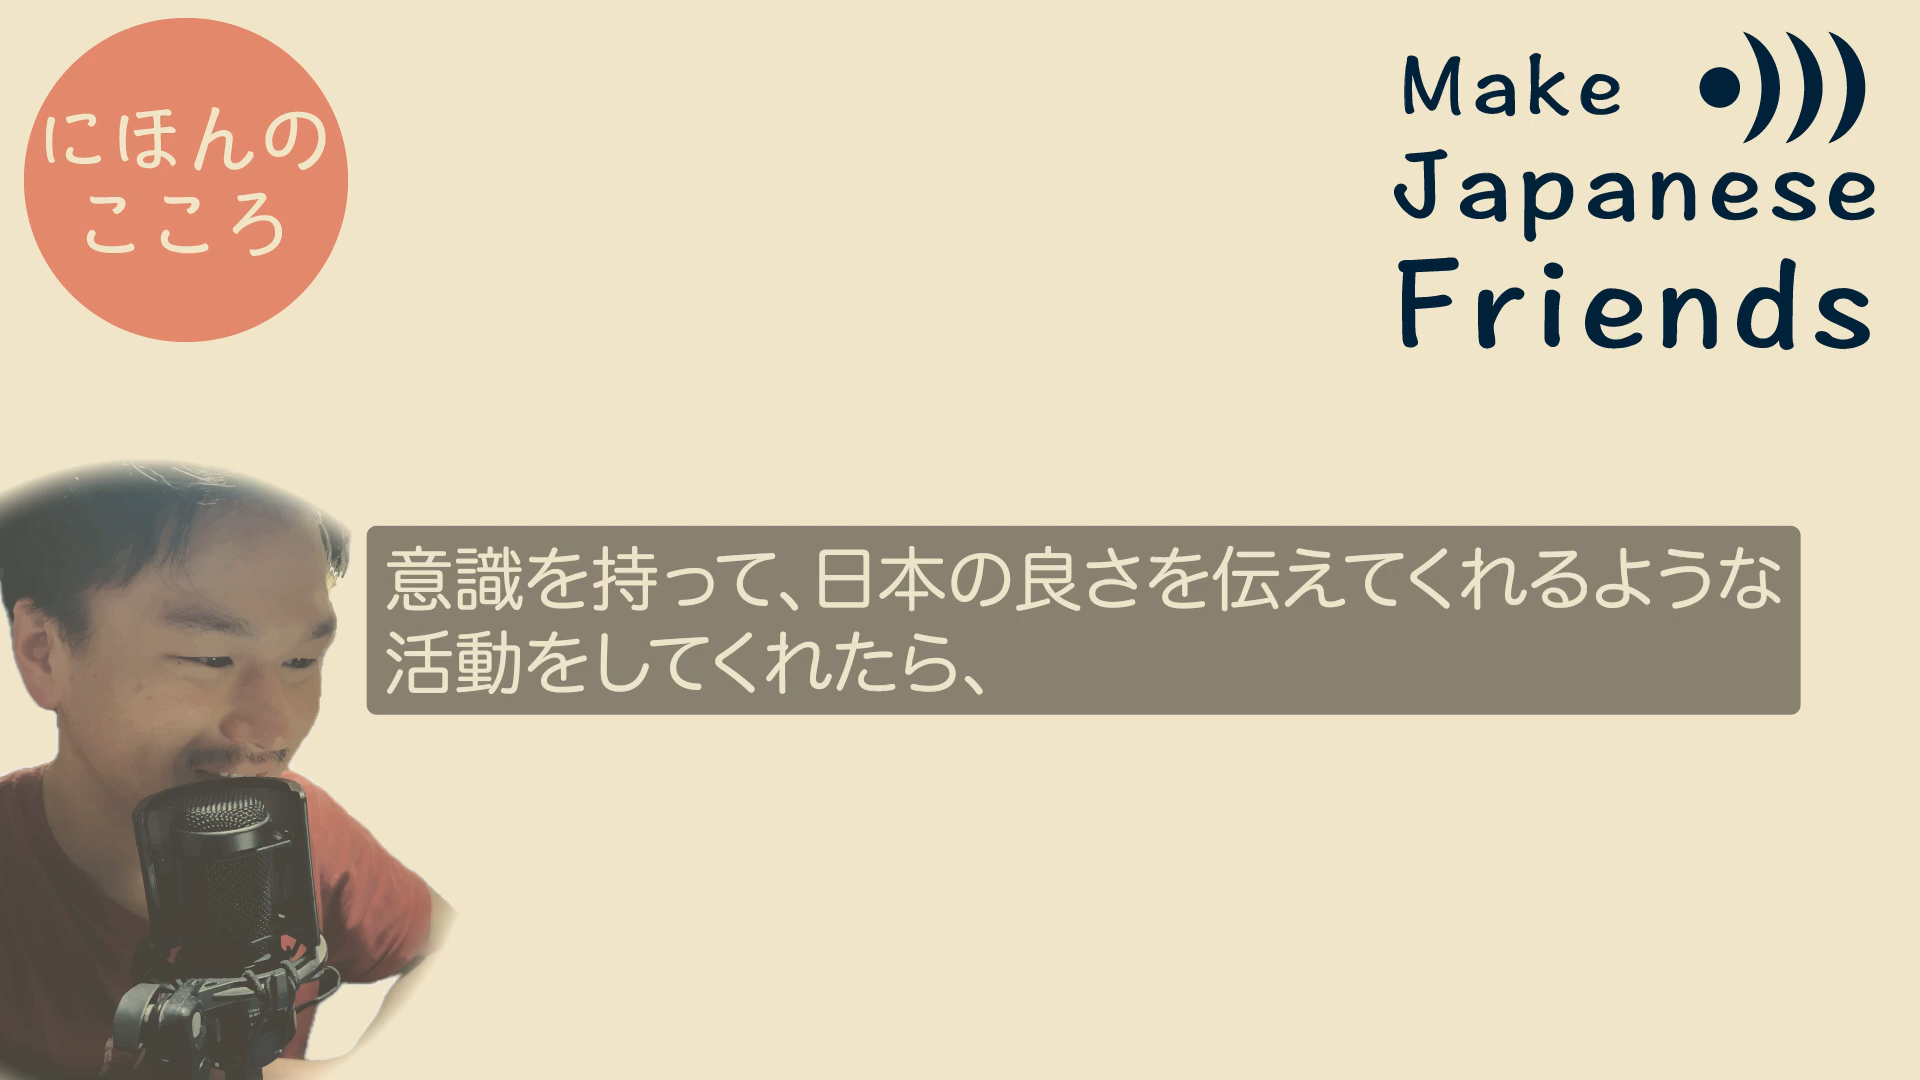 にほんの
こころ
Make
Japanese
Friends
意識を持って、日本の良さを伝えてくれるような
活動をしてくれたら、